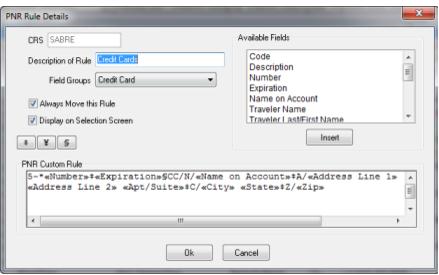 PNR Rule Details
CRS SABRE
Description of Rule Credit Cards
Field Groups Credit Card
Always Move this Rule
Display on Selection Screen
‡ ¥ §
Available Fields
Code
Description
Number
Expiration
Name on Account
Traveler Name
Traveler Last/First Name
Insert
PNR Custom Rule
5-*«Number»‡«Expiration»§CC/N/«Name on Account»‡A/«Address Line 1»
«Address Line 2» «Apt/Suite»‡C/«City» «State»‡Z/«Zip»
Ok Cancel